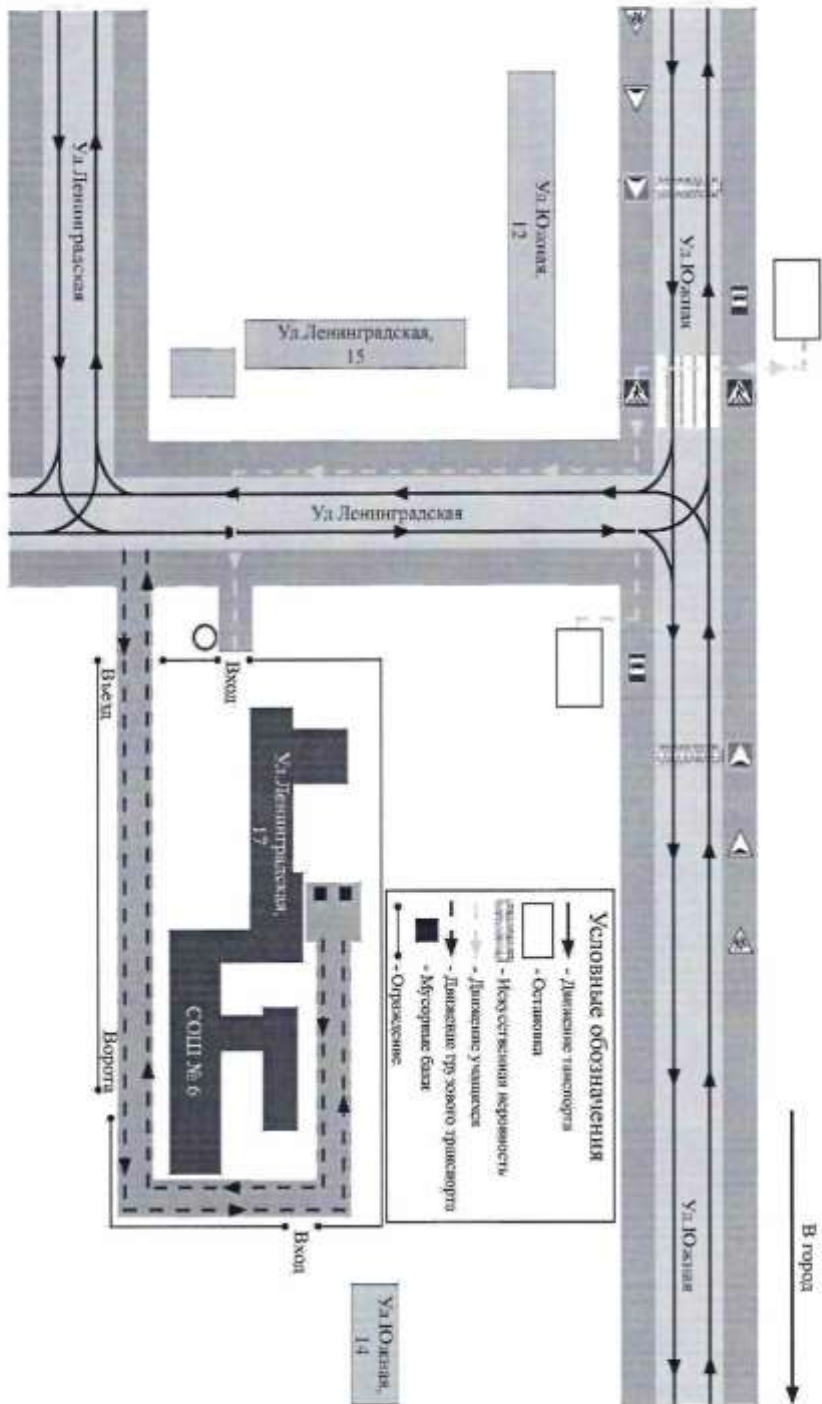 В город
Ул.Южная
Ул.Южная
Ул Южная,
12
Ул.Ленинградская,
15
Ул.Ленинградская
Ул Ленинградская
Условные обозначения
- Движение танспорта
- Остановка
- Искусственная неровность
- Движение учащихся
- Движение грузового транспорта
- Мусорные баки
- Ограждение
Вход
Ул.Ленинградская,
17
СОШ № 6
Въезд
Ворота
Вход
Ул.Южная,
14